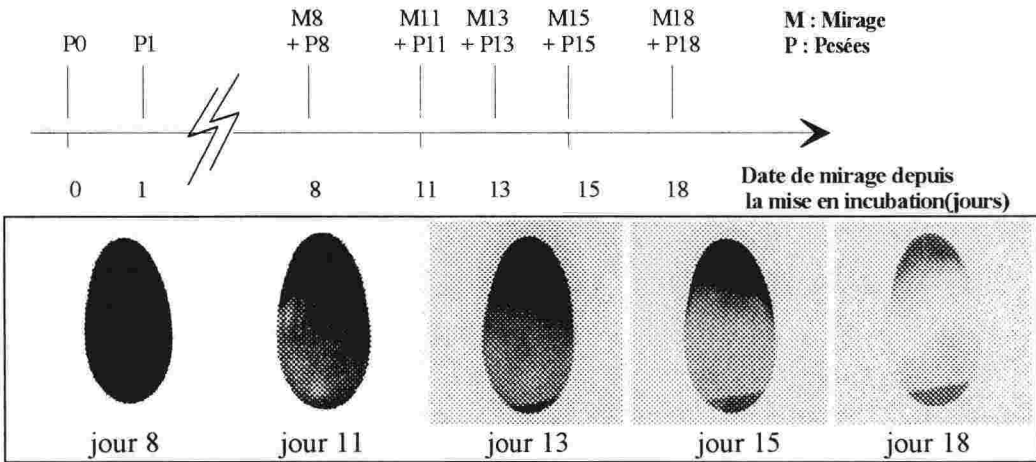 M8 M11 M13 M15 M18 M : Mirage
P0 P1 + P8 + P11 + P13 + P15 + P18 P : Pesées
0 1 8 11 13 15 18 Date de mirage depuis
la mise en incubation(jours)
jour 8 jour 11 jour 13 jour 15 jour 18